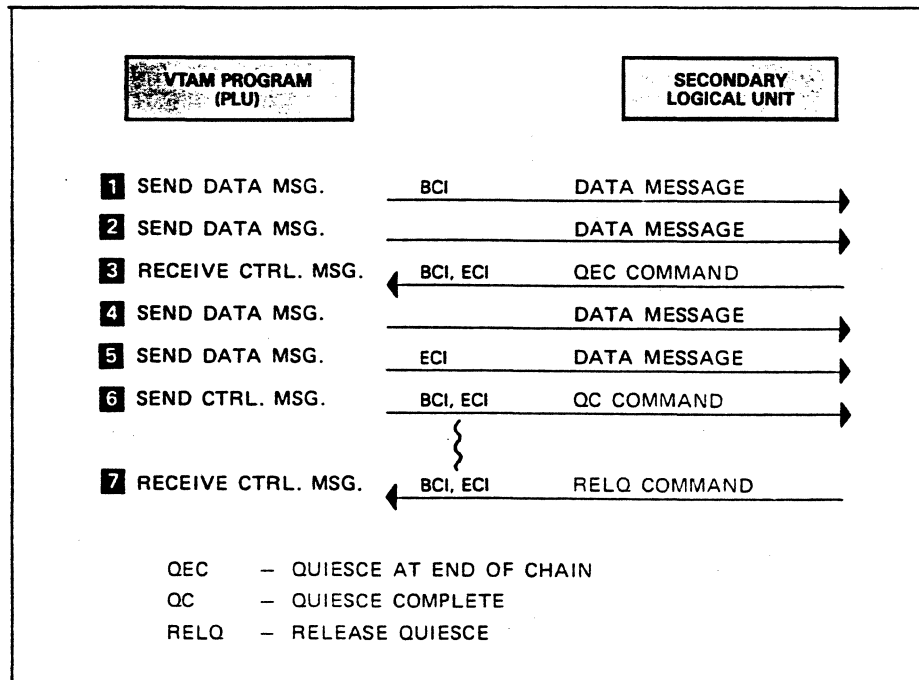 VTAM PROGRAM
(PLU)
SECONDARY
LOGICAL UNIT
1 SEND DATA MSG. BCI DATA MESSAGE
2 SEND DATA MSG. DATA MESSAGE
3 RECEIVE CTRL. MSG. BCI, ECI QEC COMMAND
4 SEND DATA MSG. DATA MESSAGE
5 SEND DATA MSG. ECI DATA MESSAGE
6 SEND CTRL. MSG. BCI, ECI QC COMMAND
7 RECEIVE CTRL. MSG. BCI, ECI RELQ COMMAND
QEC – QUIESCE AT END OF CHAIN
QC – QUIESCE COMPLETE
RELQ – RELEASE QUIESCE